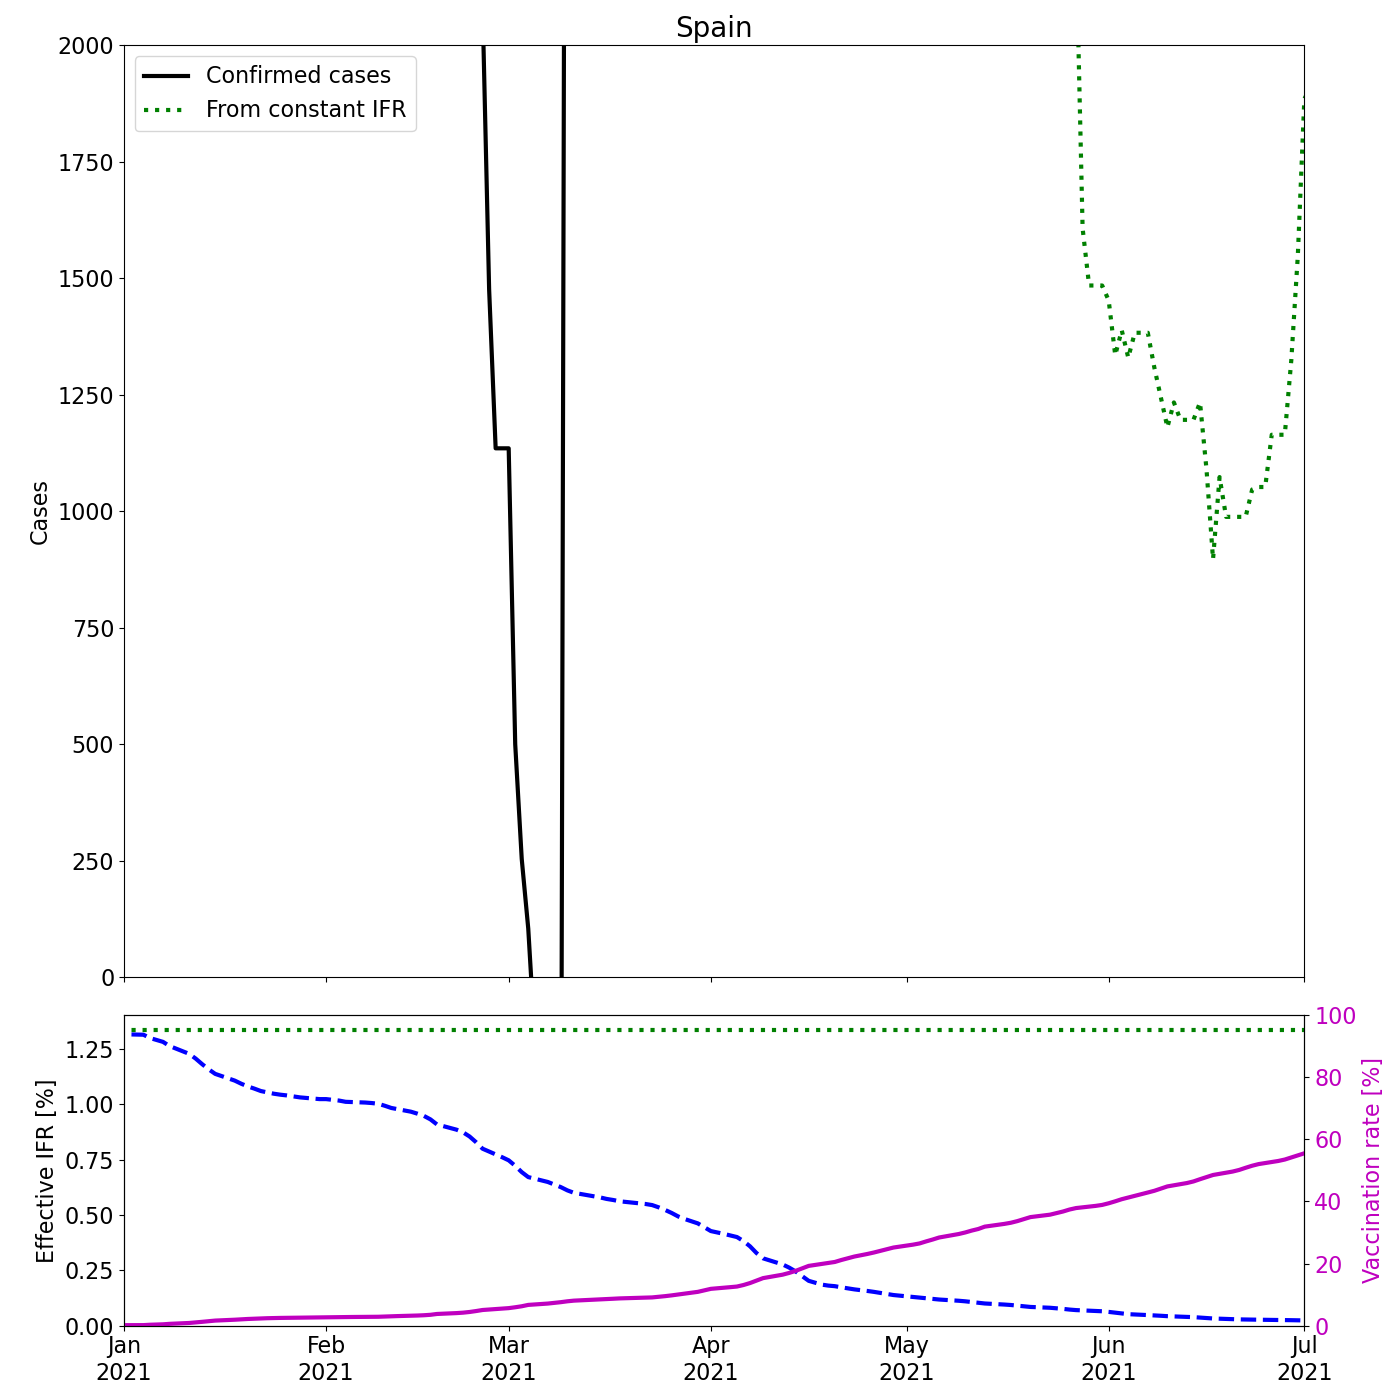 Spain
2000
1750
1500
1250
1000
750
500
250
0
Cases
Confirmed cases
From constant IFR
1.25
1.00
0.75
0.50
0.25
0.00
Effective IFR [%]
100
80
60
40
20
0
Vaccination rate [%]
Jan Feb Mar Apr May Jun Jul
2021 2021 2021 2021 2021 2021 2021